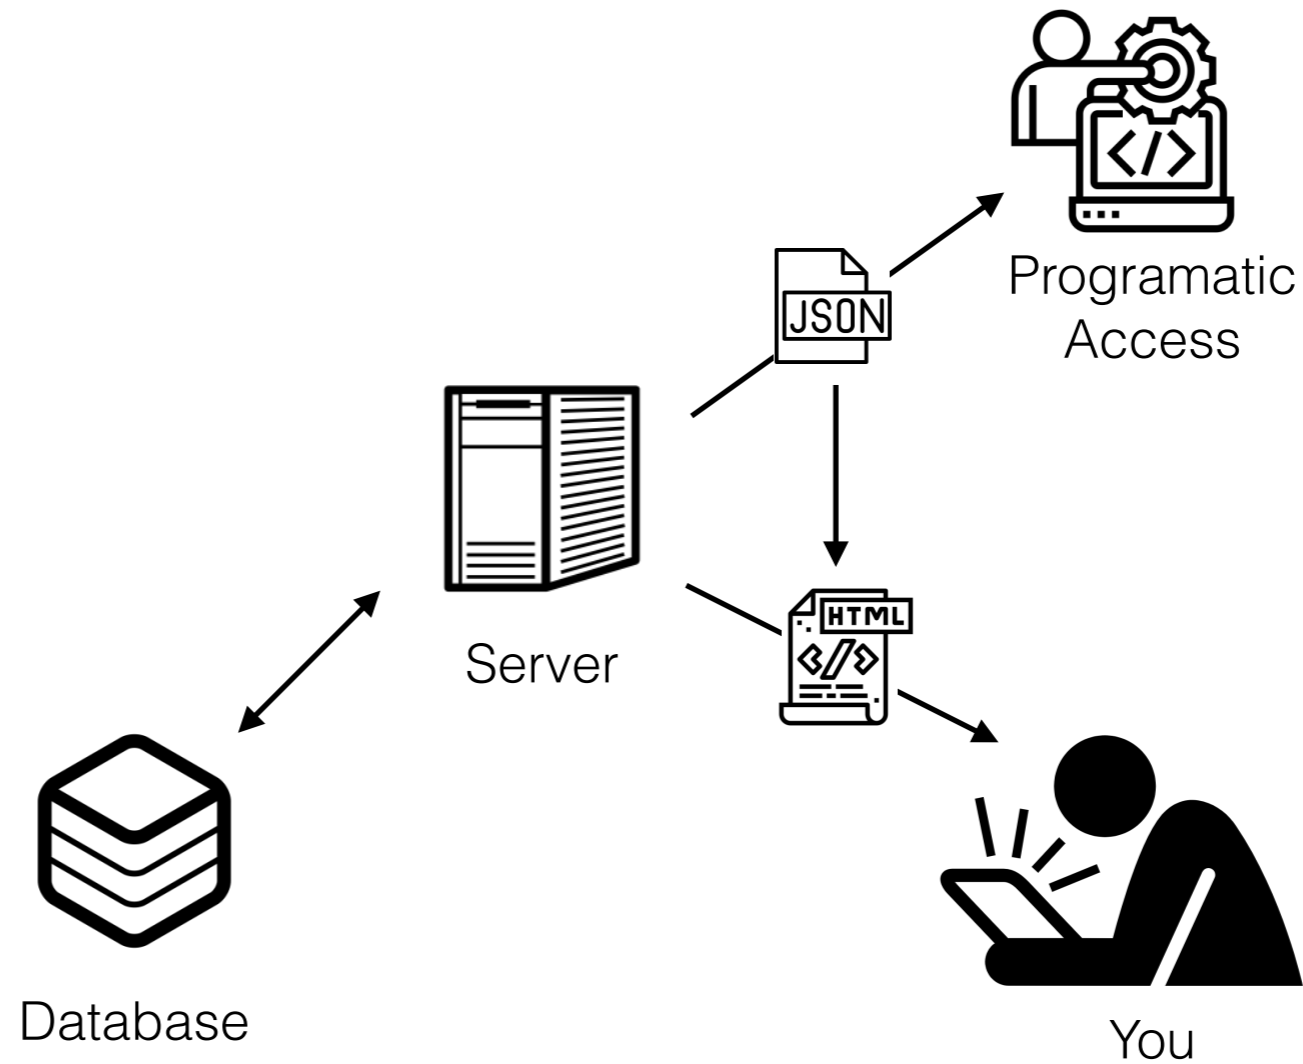 </>
Programatic
Access
JSON
Server
HTML
</>
Database
You